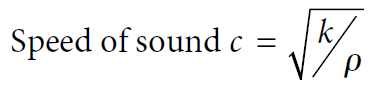 Speed of sound c = √k/ρ